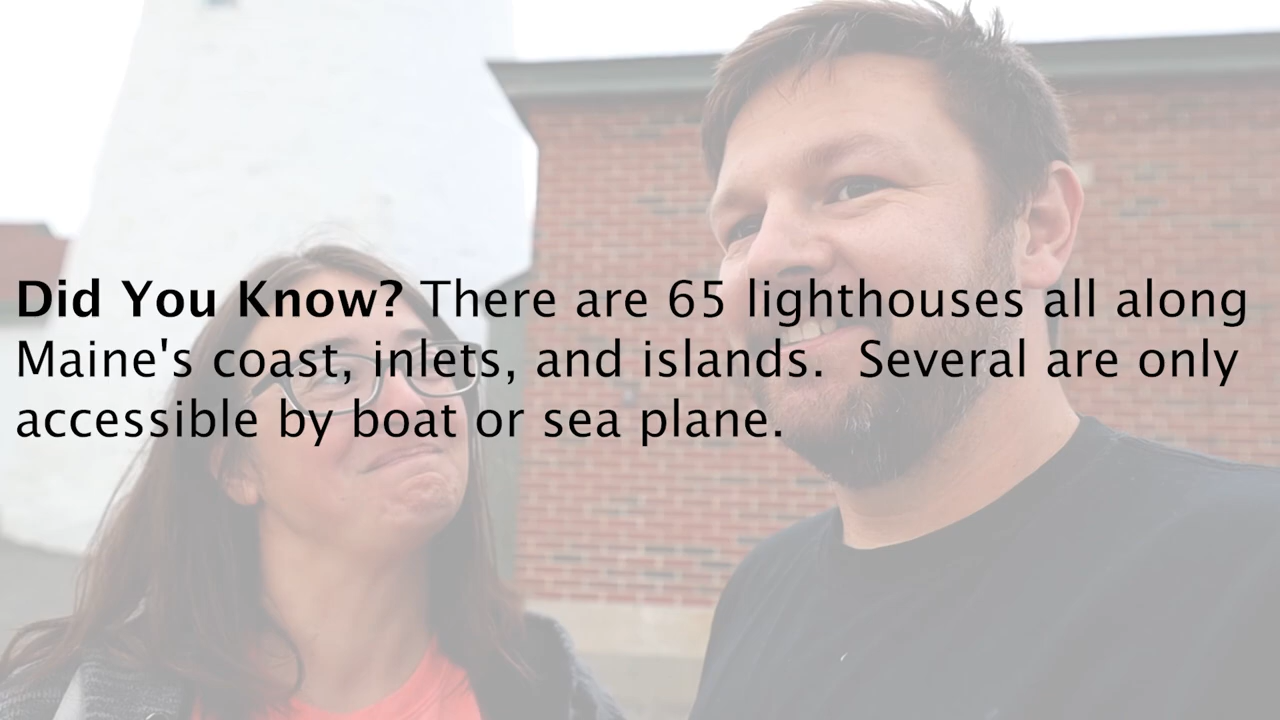 Did You Know? There are 65 lighthouses all along
Maine's coast, inlets, and islands.  Several are only
accessible by boat or sea plane.